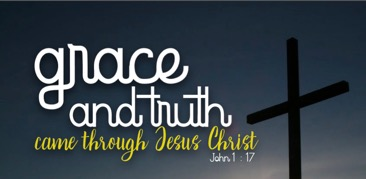 grace
and truth
came through Jesus Christ
John 1 : 17